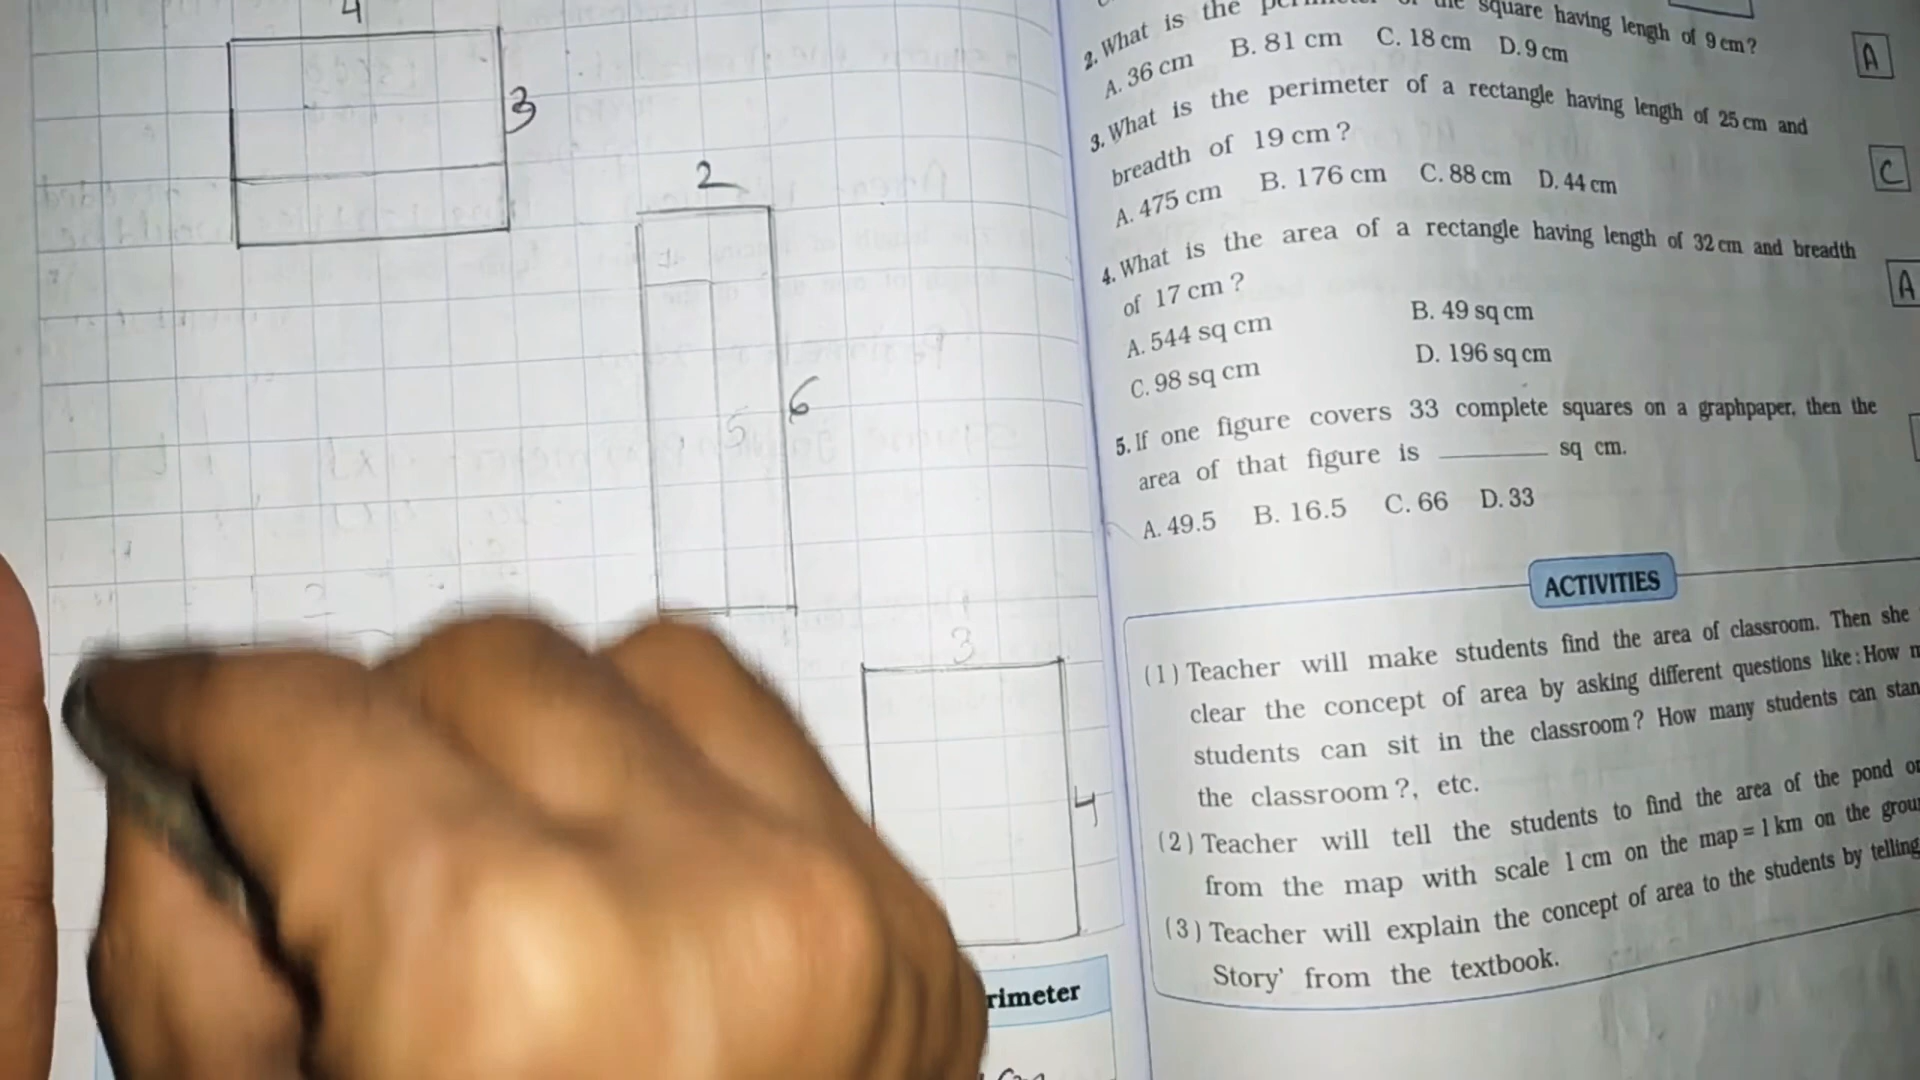 4
3
2
6
5
3
4
rimeter
2. What is the perimeter of the square having length of 9 cm?
A. 36 cm B. 81 cm C. 18 cm D. 9 cm
A
3. What is the perimeter of a rectangle having length of 25 cm and
breadth of 19 cm ?
A. 475 cm B. 176 cm C. 88 cm D. 44 cm
C
4. What is the area of a rectangle having length of 32 cm and breadth
of 17 cm ?
A. 544 sq cm B. 49 sq cm
C. 98 sq cm D. 196 sq cm
A
5. If one figure covers 33 complete squares on a graphpaper, then the
area of that figure is ______ sq cm.
A. 49.5 B. 16.5 C. 66 D. 33
ACTIVITIES
(1) Teacher will make students find the area of classroom. Then she
clear the concept of area by asking different questions like : How
students can sit in the classroom ? How many students can stan
the classroom ?, etc.
(2) Teacher will tell the students to find the area of the pond or
from the map with scale 1 cm on the map = 1 km on the grou
(3) Teacher will explain the concept of area to the students by telling
Story' from the textbook.